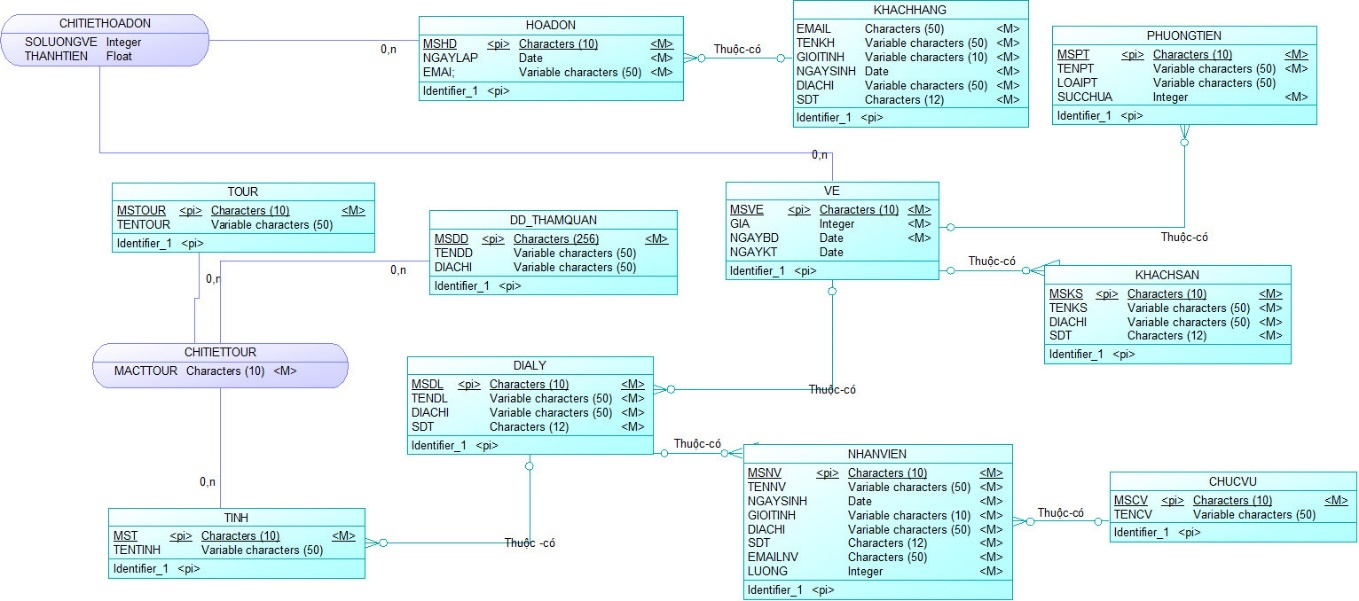 CHITIETHOADON
SOLUONGVE Integer
THANHTIEN Float
0,n
HOADON
MSHD <pi> Characters (10) <M>
NGAYLAP Date <M>
EMAI; Variable characters (50) <M>
Identifier_1 <pi>
Thuộc-có
KHACHHANG
EMAIL Characters (50) <M>
TENKH Variable characters (50) <M>
GIOITINH Variable characters (10) <M>
NGAYSINH Date <M>
DIACHI Variable characters (50) <M>
SDT Characters (12) <M>
Identifier_1 <pi>
PHUONGTIEN
MSPT <pi> Characters (10) <M>
TENPT Variable characters (50) <M>
LOAIPT Variable characters (50)
SUCCHUA Integer <M>
Identifier_1 <pi>
0,n
TOUR
MSTOUR <pi> Characters (10) <M>
TENTOUR Variable characters (50)
Identifier_1 <pi>
DD_THAMQUAN
MSDD <pi> Characters (256) <M>
TENDD Variable characters (50)
DIACHI Variable characters (50)
Identifier_1 <pi>
VE
MSVE <pi> Characters (10) <M>
GIA Integer <M>
NGAYBD Date <M>
NGAYKT Date
Identifier_1 <pi>
Thuộc-có
Thuộc-có
KHACHSAN
MSKS <pi> Characters (10) <M>
TENKS Variable characters (50) <M>
DIACHI Variable characters (50) <M>
SDT Characters (12) <M>
Identifier_1 <pi>
0,n
0,n
CHITIETTOUR
MACTTOUR Characters (10) <M>
DIALY
MSDL <pi> Characters (10) <M>
TENDL Variable characters (50) <M>
DIACHI Variable characters (50) <M>
SDT Characters (12) <M>
Identifier_1 <pi>
Thuộc-có
Thuộc-có
NHANVIEN
MSNV <pi> Characters (10) <M>
TENNV Variable characters (50) <M>
NGAYSINH Date <M>
GIOITINH Variable characters (10) <M>
DIACHI Variable characters (50) <M>
SDT Characters (12) <M>
EMAILNV Characters (50) <M>
LUONG Integer <M>
Identifier_1 <pi>
Thuộc-có
CHUCVU
MSCV <pi> Characters (10) <M>
TENCV Variable characters (50)
Identifier_1 <pi>
0,n
TINH
MST <pi> Characters (10) <M>
TENTINH Variable characters (50)
Identifier_1 <pi>
Thuộc -có